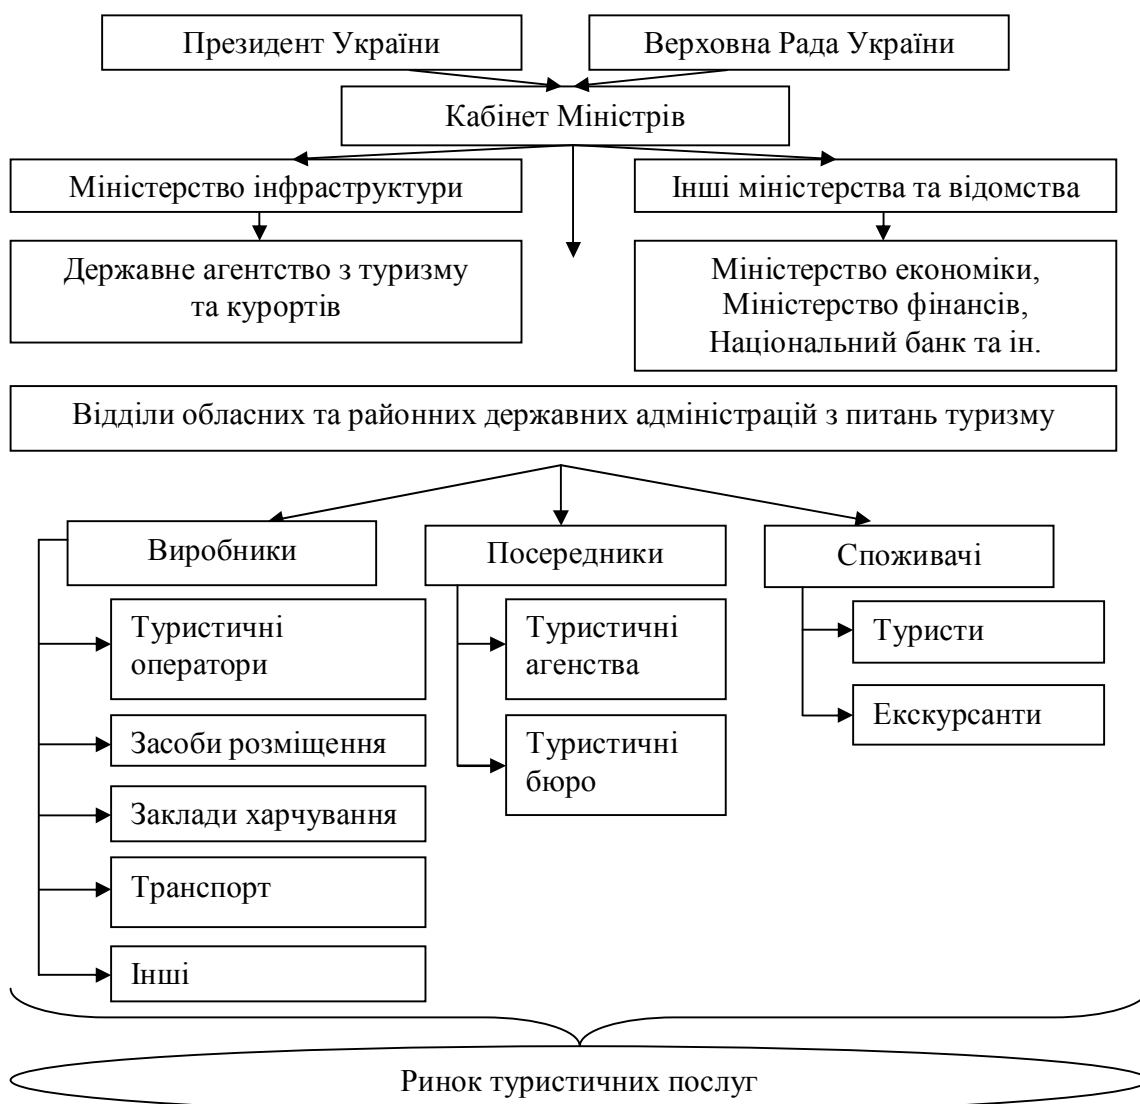 Президент України
Верховна Рада України
Кабінет Міністрів
Міністерство інфраструктури
Інші міністерства та відомства
Державне агентство з туризму
та курортів
Міністерство економіки,
Міністерство фінансів,
Національний банк та ін.
Відділи обласних та районних державних адміністрацій з питань туризму
Виробники
Посередники
Споживачі
Туристичні
оператори
Засоби розміщення
Заклади харчування
Транспорт
Інші
Туристичні
агенства
Туристичні
бюро
Туристи
Екскурсанти
Ринок туристичних послуг